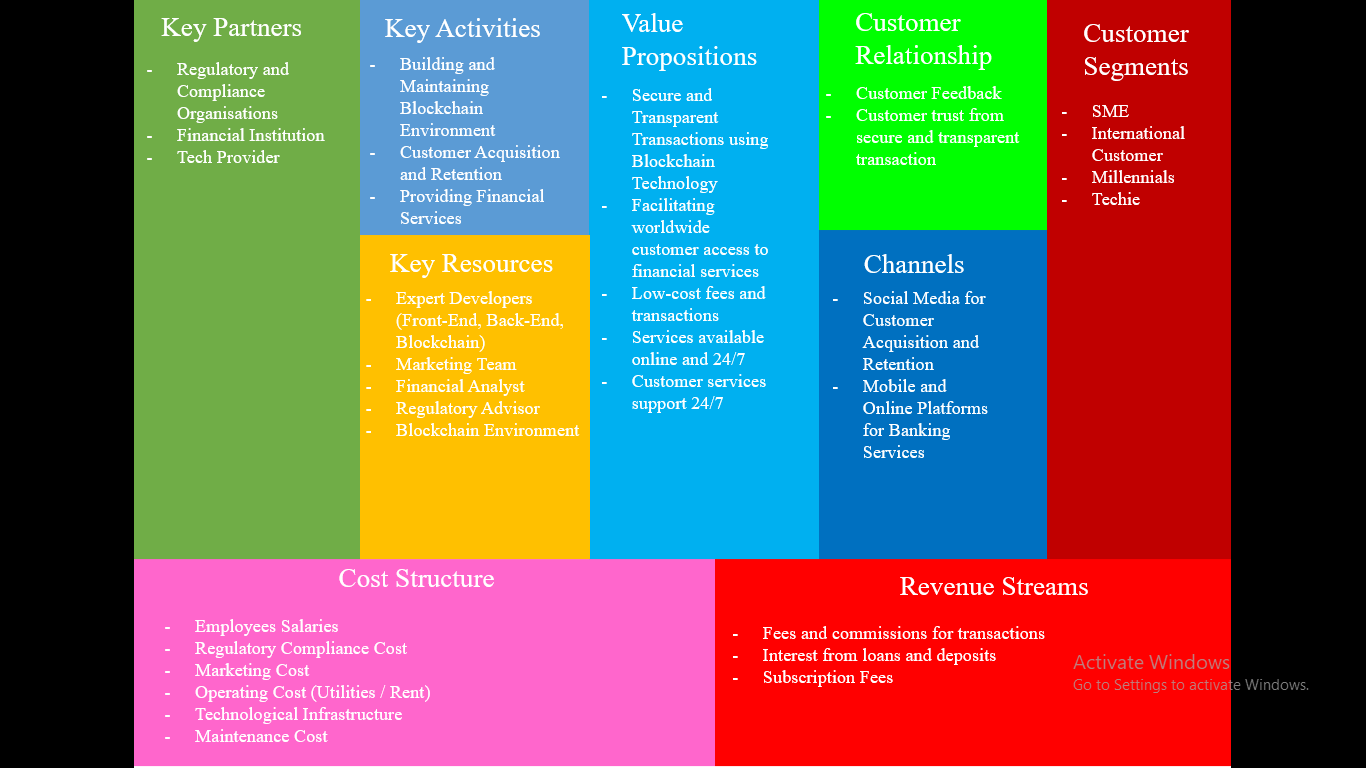 Key Partners
- Regulatory and
Compliance
Organisations
- Financial Institution
- Tech Provider
Key Activities
- Building and
Maintaining
Blockchain
Environment
- Customer Acquisition
and Retention
- Providing Financial
Services
Key Resources
- Expert Developers
(Front-End, Back-End,
Blockchain)
- Marketing Team
- Financial Analyst
- Regulatory Advisor
- Blockchain Environment
Value
Propositions
- Secure and
Transparent
Transactions using
Blockchain
Technology
- Facilitating
worldwide
customer access to
financial services
- Low-cost fees and
transactions
- Services available
online and 24/7
- Customer services
support 24/7
Customer
Relationship
- Customer Feedback
- Customer trust from
secure and transparent
transaction
Channels
- Social Media for
Customer
Acquisition and
Retention
- Mobile and
Online Platforms
for Banking
Services
Customer
Segments
- SME
- International
Customer
- Millennials
- Techie
Cost Structure
- Employees Salaries
- Regulatory Compliance Cost
- Marketing Cost
- Operating Cost (Utilities / Rent)
- Technological Infrastructure
- Maintenance Cost
Revenue Streams
- Fees and commissions for transactions
- Interest from loans and deposits
- Subscription Fees
Activate Windows
Go to Settings to activate Windows.